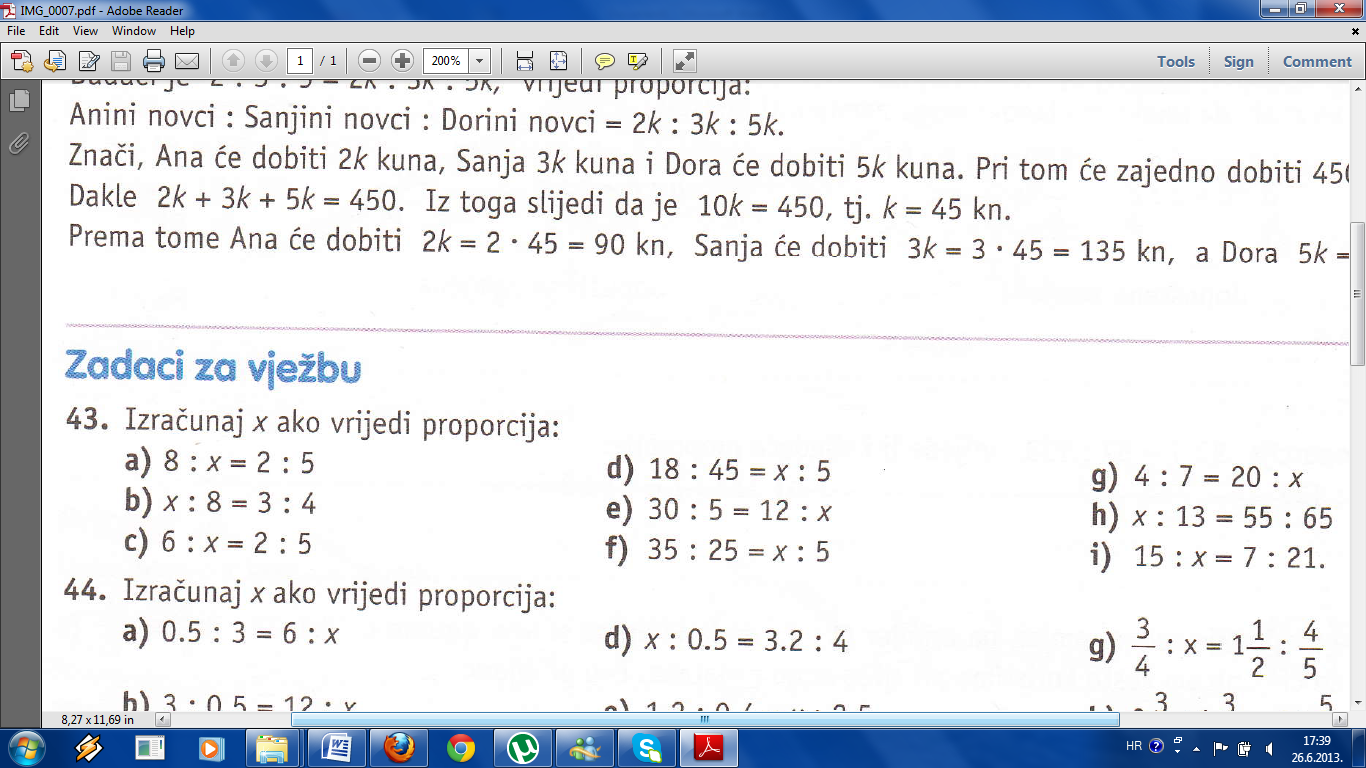 IMG_0007.pdf - Adobe Reader
File Edit View Window Help
1 / 1 200% Tools Sign Comment
Anini novci : Sanjini novci : Dorini novci = 2k : 3k : 5k.
Znači, Ana će dobiti 2k kuna, Sanja 3k kuna i Dora će dobiti 5k kuna. Pri tom će zajedno dobiti 450
Dakle 2k + 3k + 5k = 450. Iz toga slijedi da je 10k = 450, tj. k = 45 kn.
Prema tome Ana će dobiti 2k = 2 · 45 = 90 kn, Sanja će dobiti 3k = 3 · 45 = 135 kn, a Dora 5k =
Zadaci za vježbu
43. Izračunaj x ako vrijedi proporcija:
a) 8 : x = 2 : 5 d) 18 : 45 = x : 5 g) 4 : 7 = 20 : x
b) x : 8 = 3 : 4 e) 30 : 5 = 12 : x h) x : 13 = 55 : 65
c) 6 : x = 2 : 5 f) 35 : 25 = x : 5 i) 15 : x = 7 : 21.
44. Izračunaj x ako vrijedi proporcija:
a) 0.5 : 3 = 6 : x d) x : 0.5 = 3.2 : 4 g) 3/4 : x = 1 1/2 : 4/5
b) 3 : 0.5 = 12 : x
8,27 x 11,69 in
HR 17:39
26.6.2013.